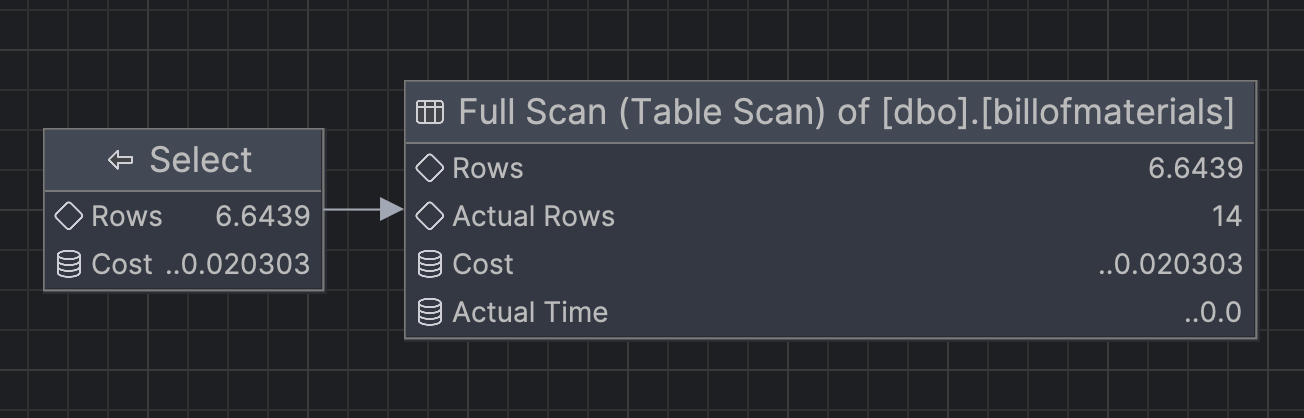 Select
Rows 6.6439
Cost ..0.020303
Full Scan (Table Scan) of [dbo].[billofmaterials]
Rows 6.6439
Actual Rows 14
Cost ..0.020303
Actual Time ..0.0